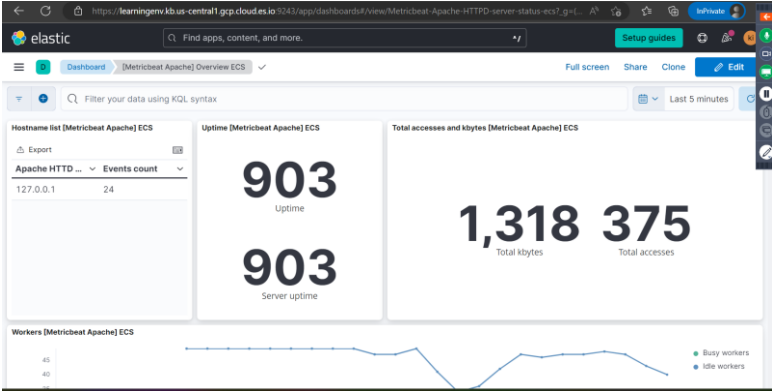 https://learningenv.kb.us-central1.gcp.cloud.es.io:9243/app/dashboards#/view/Metricbeat-Apache-HTTPD-server-status-ecs?_g=(...
InPrivate
elastic
Find apps, content, and more.
Setup guides
D
Dashboard
[Metricbeat Apache] Overview ECS
Full screen
Share
Clone
Edit
Filter your data using KQL syntax
Last 5 minutes
Hostname list [Metricbeat Apache] ECS
Export
Apache HTTD ...
Events count
127.0.0.1
24
Uptime [Metricbeat Apache] ECS
903
Uptime
903
Server uptime
Total accesses and kbytes [Metricbeat Apache] ECS
1,318
Total kbytes
375
Total accesses
Workers [Metricbeat Apache] ECS
45
40
Busy workers
Idle workers